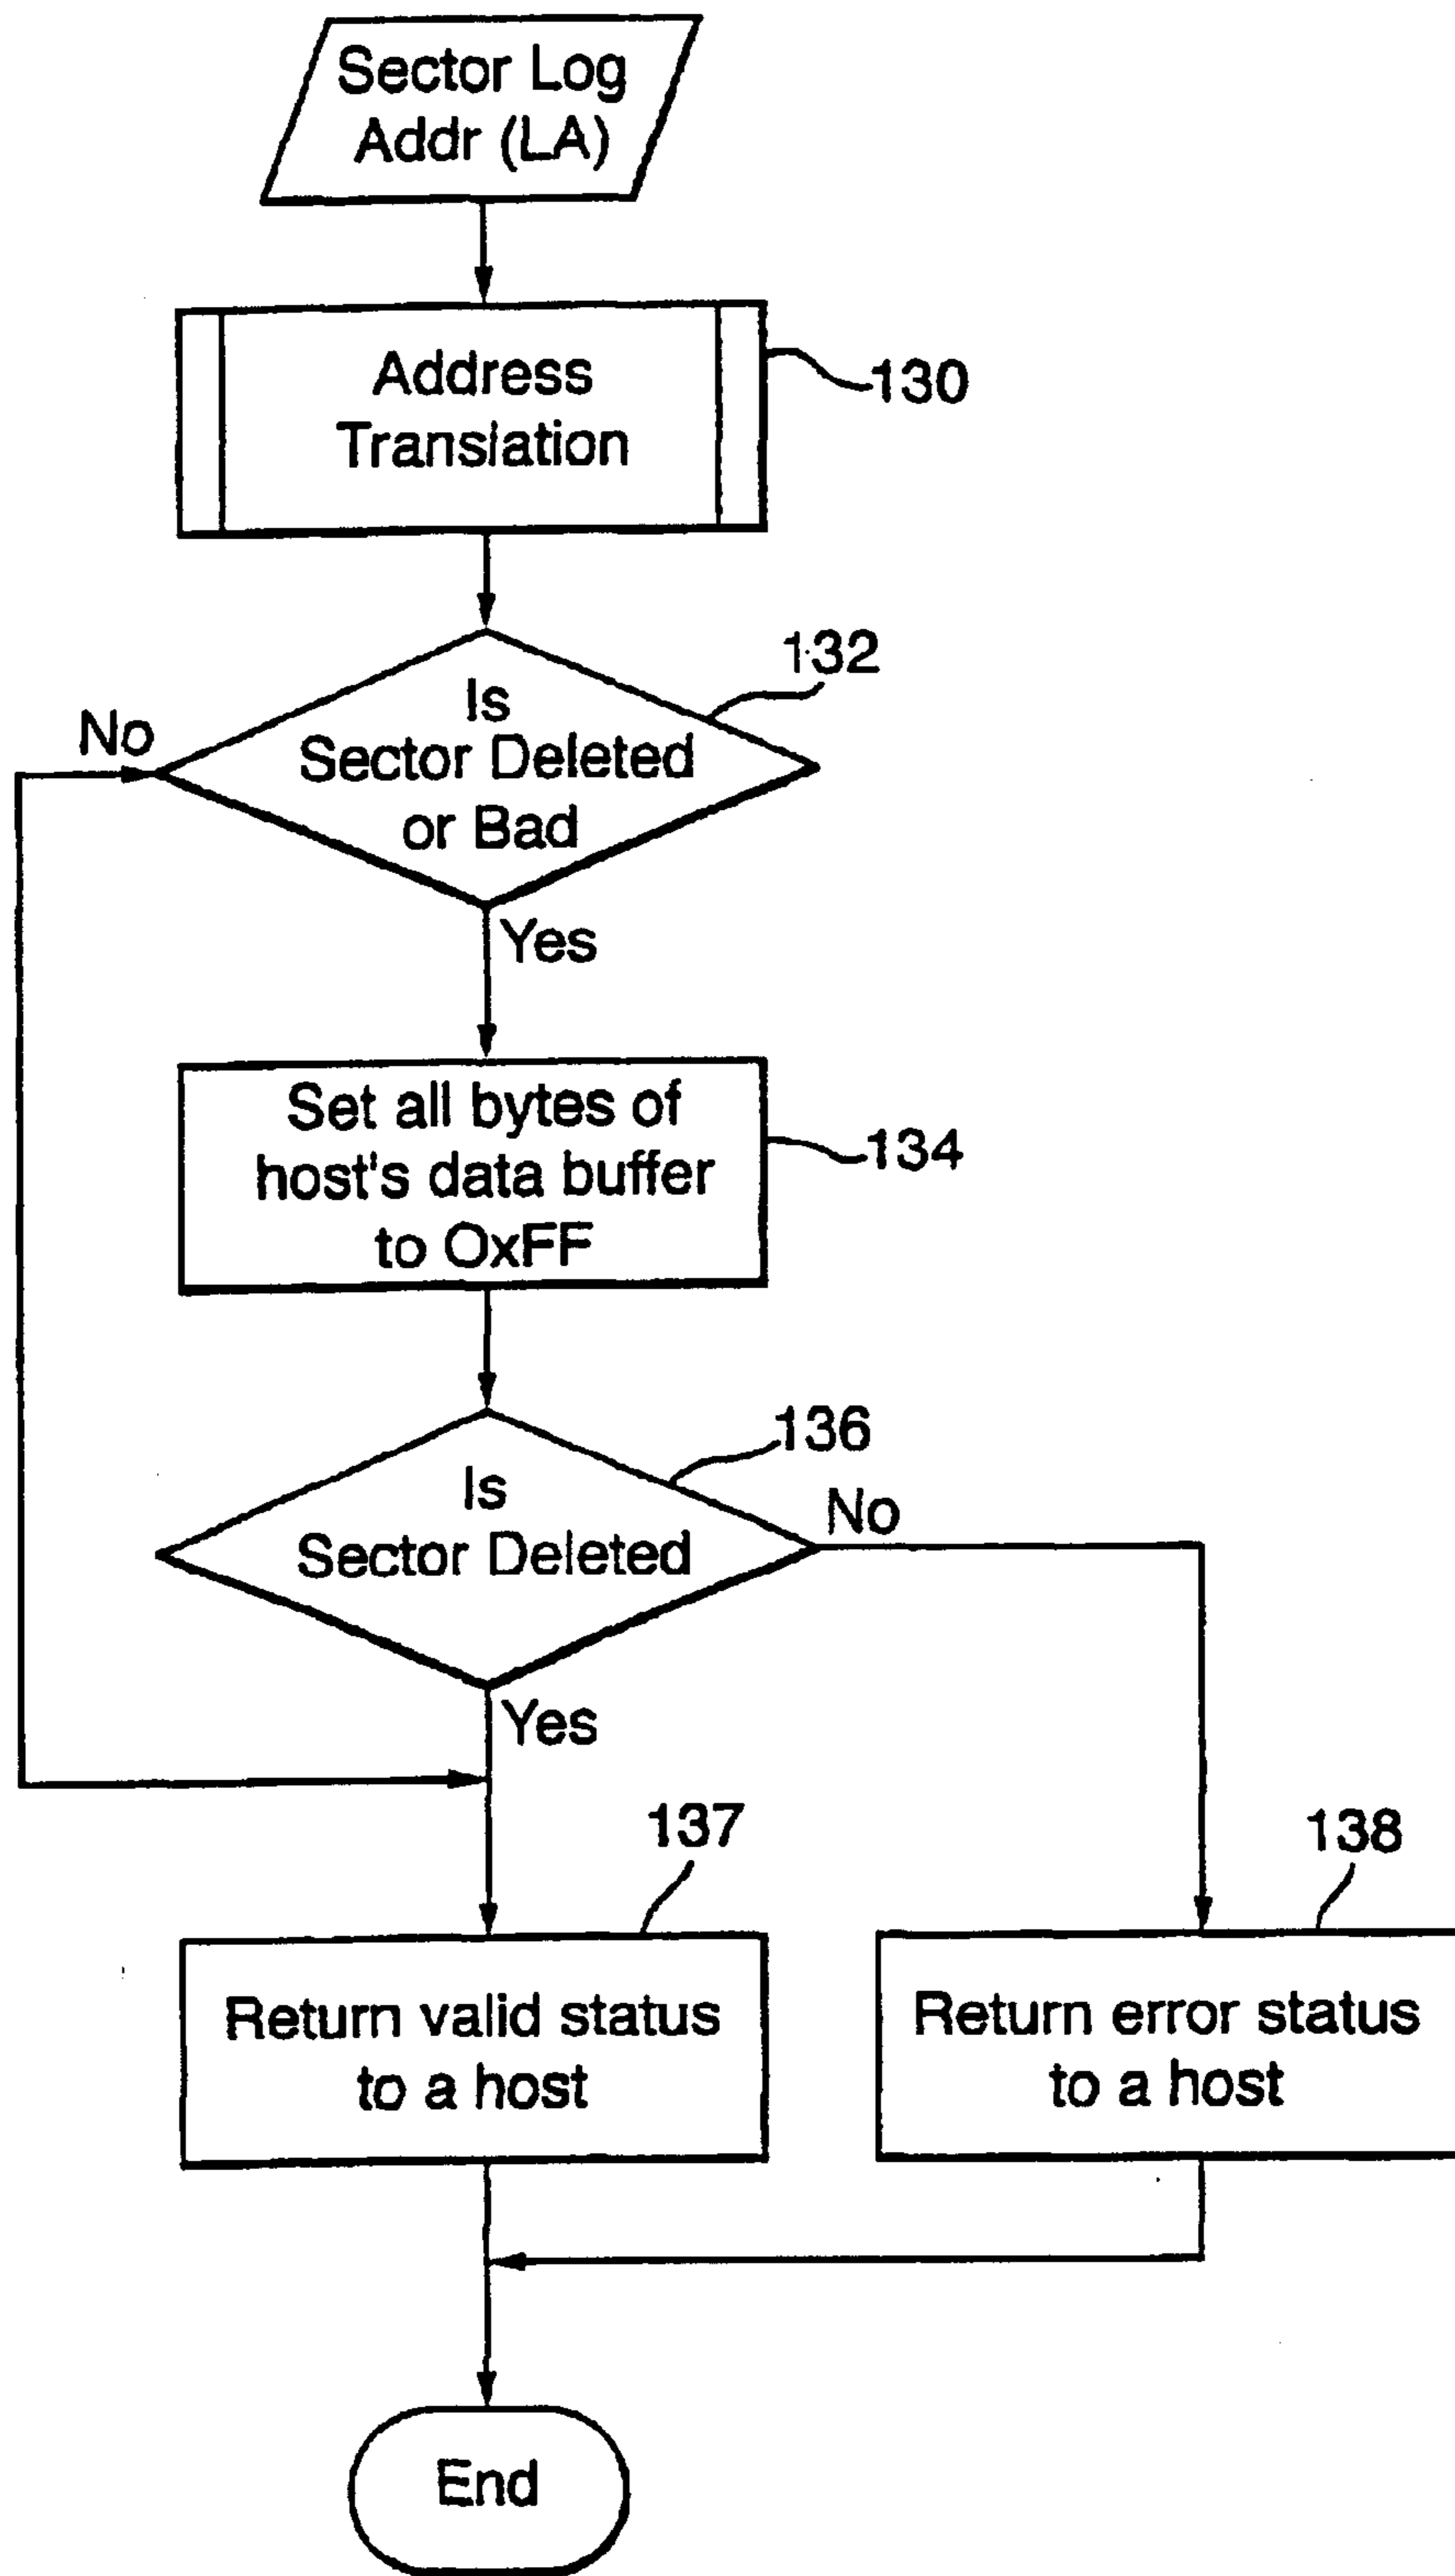 Sector Log
Addr (LA)
Address
Translation
130
132
Is
Sector Deleted
or Bad
No
Yes
Set all bytes of
host's data buffer
to OxFF
134
136
Is
Sector Deleted
No
Yes
137
138
Return valid status
to a host
Return error status
to a host
End